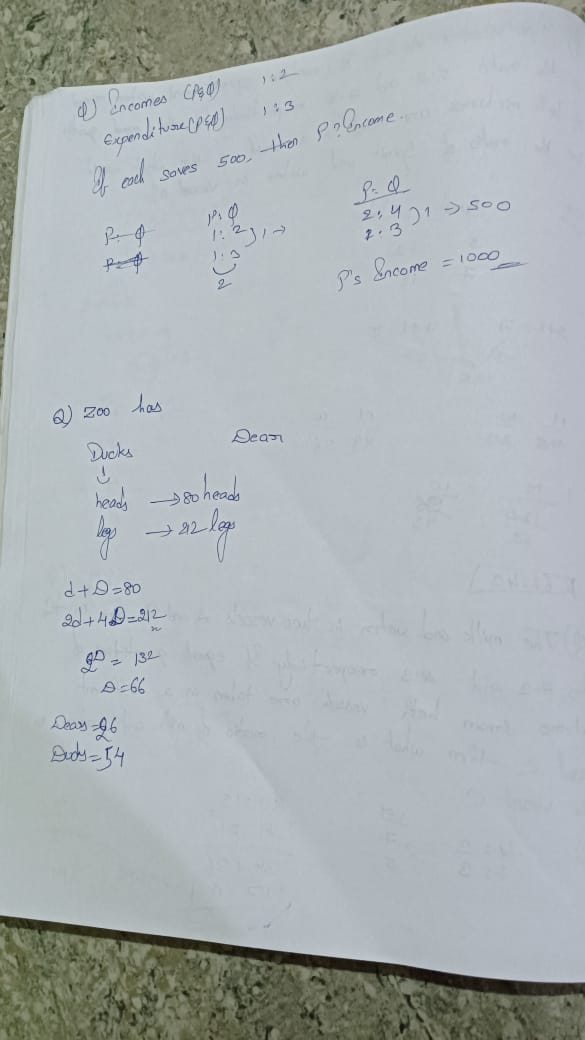 Q) Incomes (P&Q) 1:2
Expenditure (P&Q) 1:3
If each saves 500, then P? Income.
P: Q
P: Q
P: Q
1: 2 } 1 →
1: 3
2
P: Q
2: 4 } 1 → 500
2: 3
P's Income = 1000
Q) Zoo has
Ducks Dear
heads → 80 heads
legs → 212 legs
d + D = 80
2d + 4D = 212
2D = 132
D = 66
Dear = 26
Ducks = 54